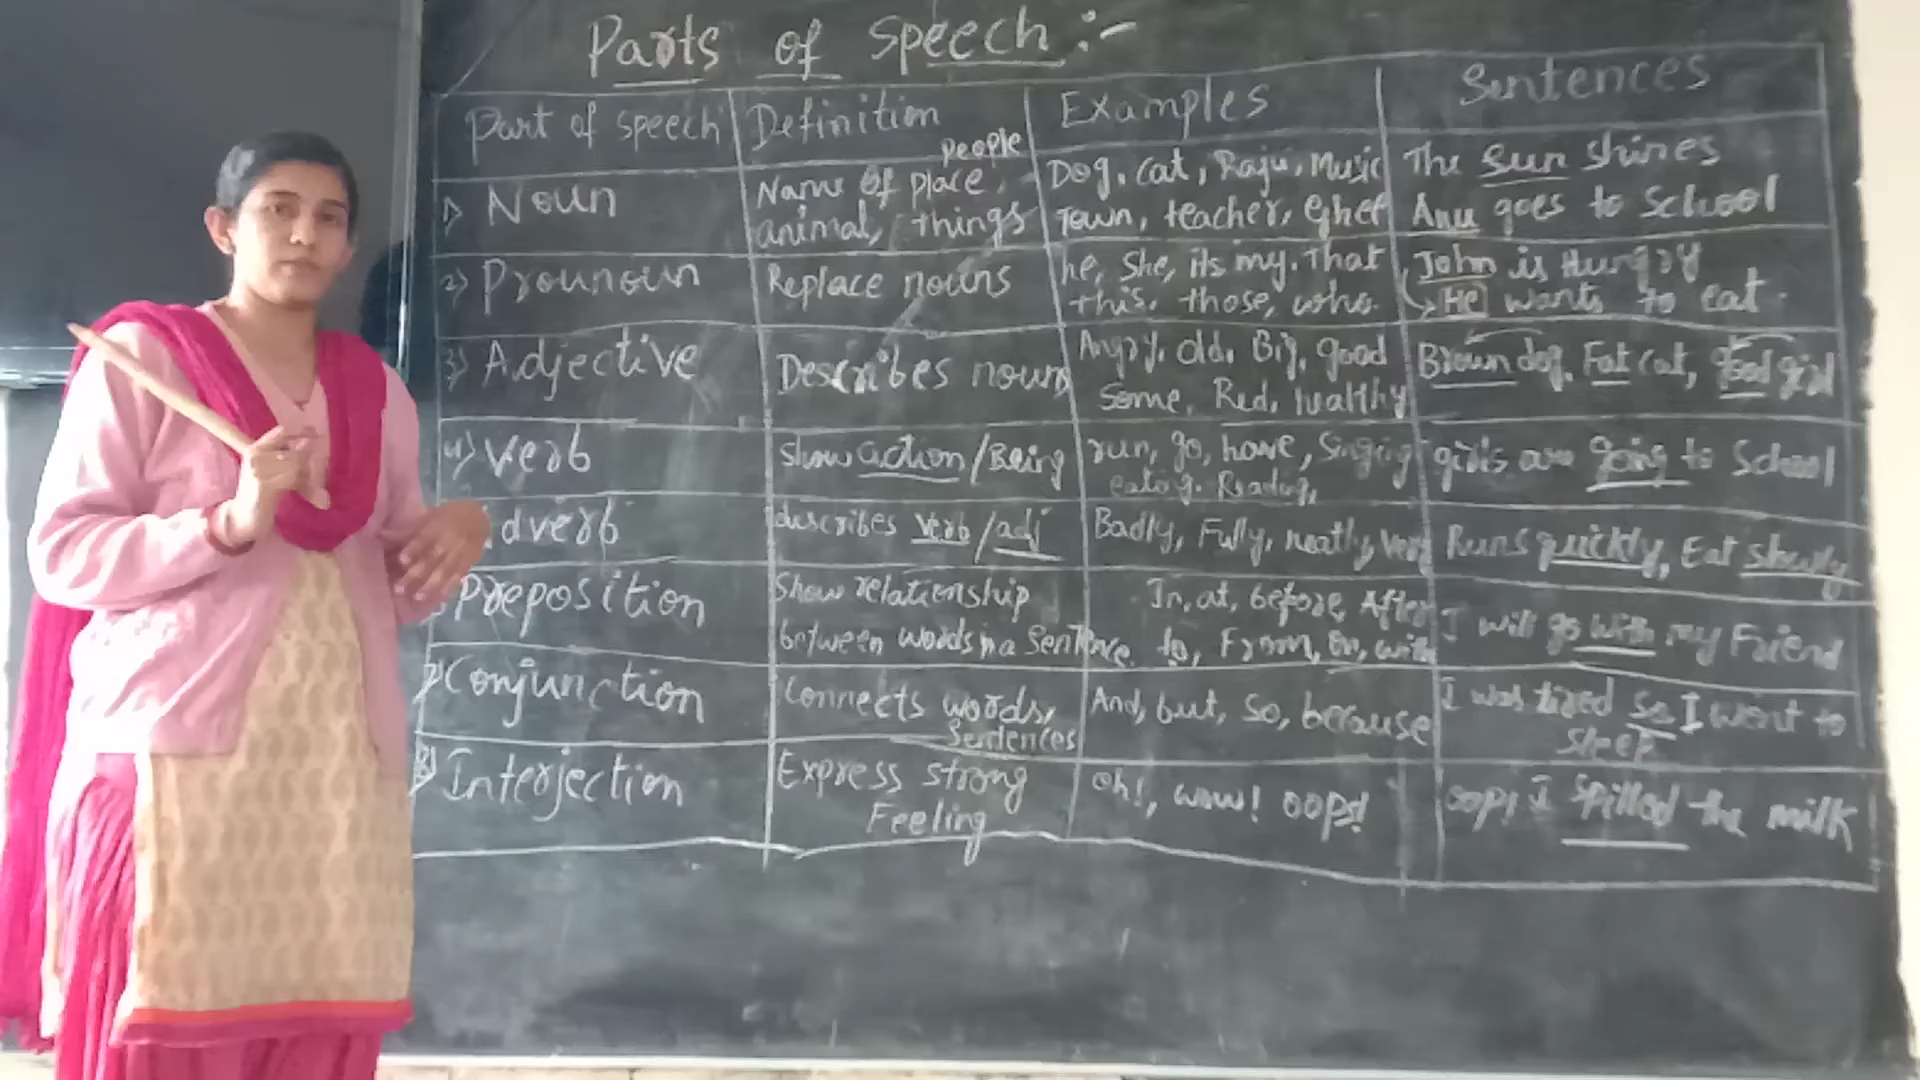 Parts of Speech :-
Part of speech Definition Examples Sentences
1) Noun Name of place, people animal, things Dog, cat, Raju, Music Town, teacher, Ghee The Sun shines Anu goes to School
2) Prounoun Replace nouns he, She, its my. That this. those, who. John is Hungry He wants to eat.
3) Adjective Describes nouns Angry, old, Big, good Some, Red, healthy Brown dog, Fat cat, good girl
4) Verb Show action/Being run, go, have, Singing eating. Reading, girls are going to School
dverb describes verb/adj Badly, Fully, neatly, very Runs quickly, Eat slowly
Preposition Show relationship between words in a Sentence. In, at, before, After to, From, on, with I will go with my Friend
7) Conjunction Connects words, Sentences And, but, So, because I was tired So I went to Sleep
8) Interjection Express strong Feeling Oh!, wow! oops! oops! I spilled the milk